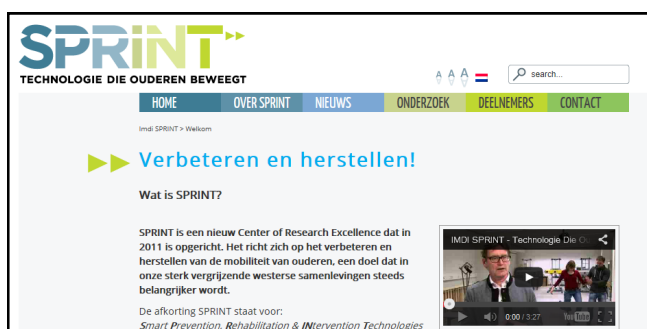 SPRINT
TECHNOLOGIE DIE OUDEREN BEWEEGT
A A A
search...
HOME OVER SPRINT NIEUWS ONDERZOEK DEELNEMERS CONTACT
Imdi SPRINT > Welkom
Verbeteren en herstellen!
Wat is SPRINT?
SPRINT is een nieuw Center of Research Excellence dat in
2011 is opgericht. Het richt zich op het verbeteren en
herstellen van de mobiliteit van ouderen, een doel dat in
onze sterk vergrijzende westerse samenlevingen steeds
belangrijker wordt.
De afkorting SPRINT staat voor:
Smart Prevention, Rehabilitation & INtervention Technologies
IMDI SPRINT - Technologie Die O
0:00 / 3:27 YouTube